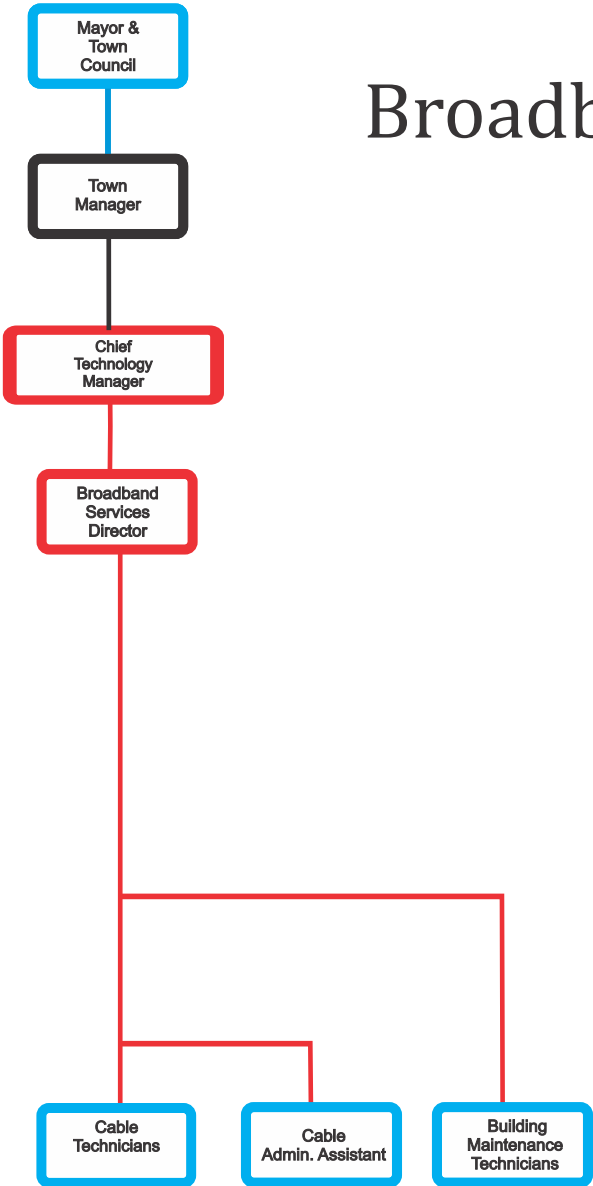 Mayor &
Town
Council
Broadb
Town
Manager
Chief
Technology
Manager
Broadband
Services
Director
Cable
Technicians
Cable
Admin. Assistant
Building
Maintenance
Technicians